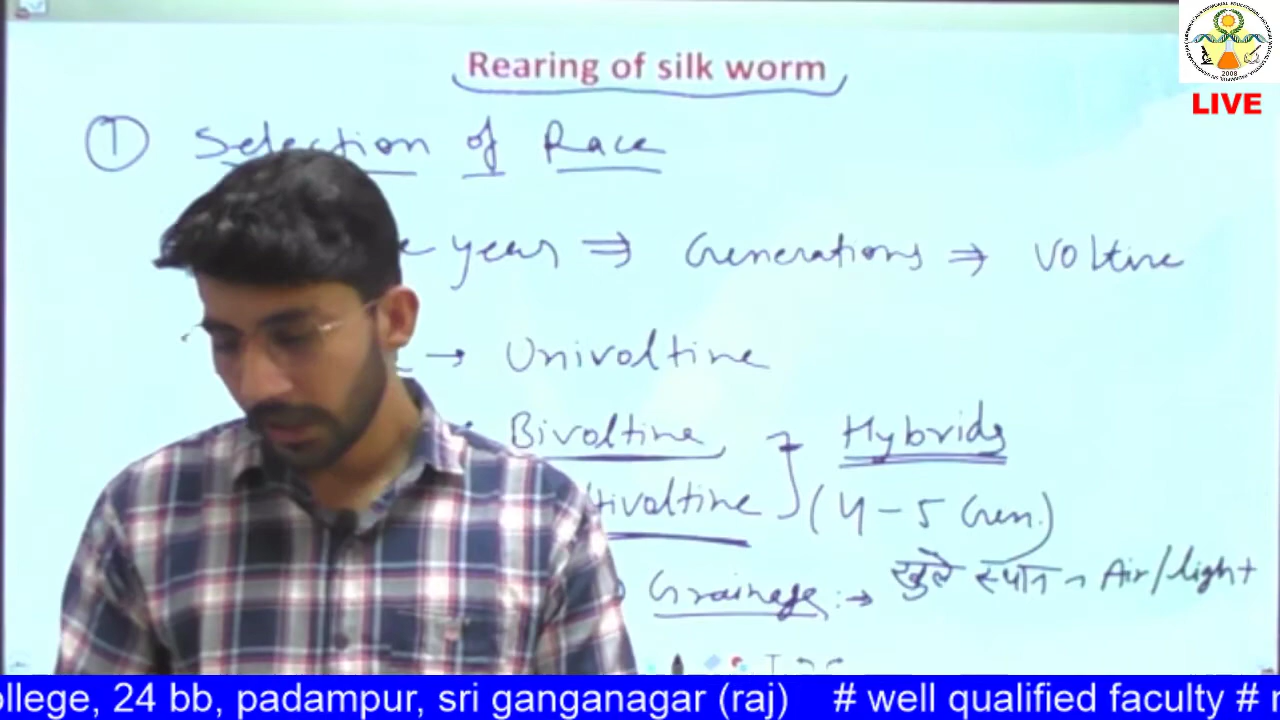 Rearing of silk worm
LIVE
2008
① Selection of Race
year ⇒ Generations ⇒ Voltine
→ Univoltine
Bivoltine Hybrids
tivoltine (4-5 Gen.)
Grainage :→ खुले स्थान Air/light
ollege, 24 bb, padampur, sri ganganagar (raj) # well qualified faculty #